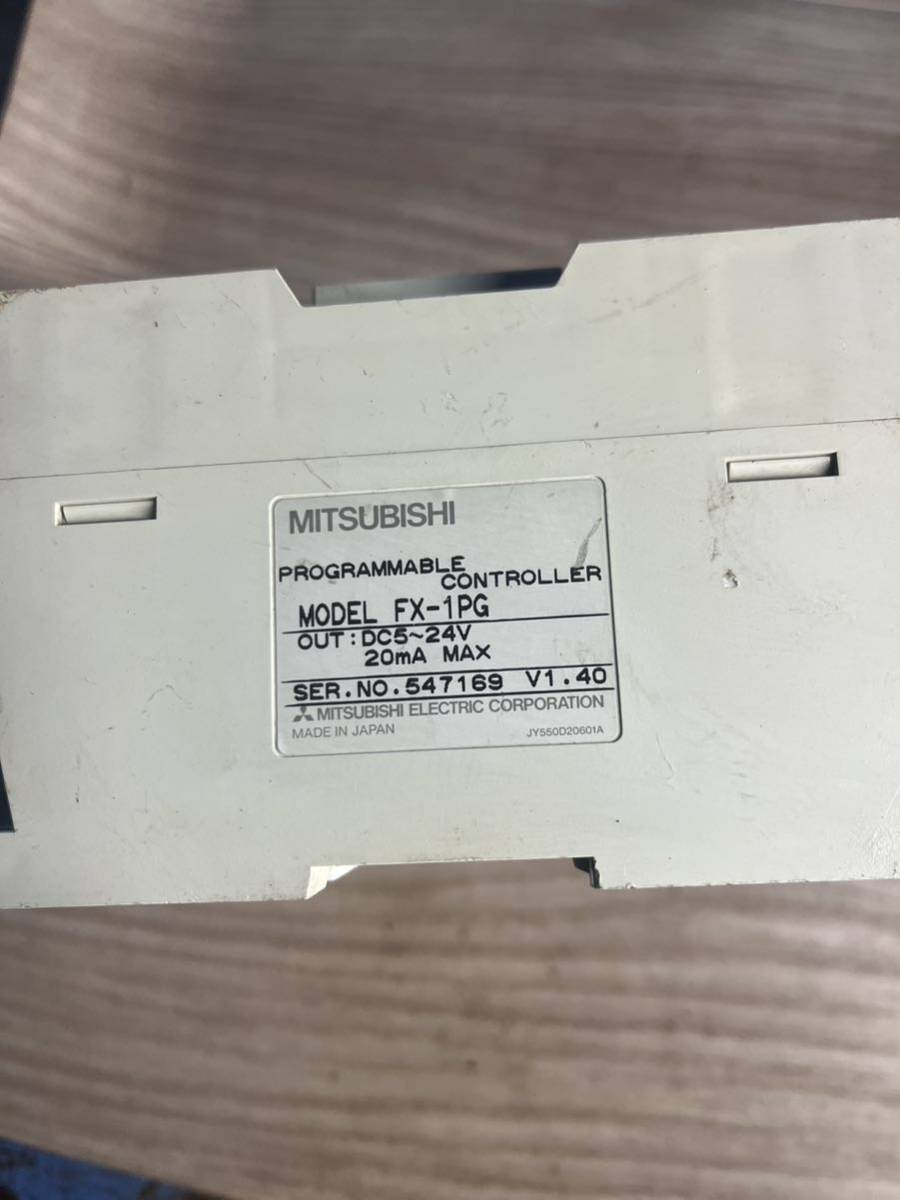 MITSUBISHI
PROGRAMMABLE
CONTROLLER
MODEL FX-1PG
OUT:DC5~24V
20mA MAX
SER.NO.547169 V1.40
MITSUBISHI ELECTRIC CORPORATION
MADE IN JAPAN JY550D20601A